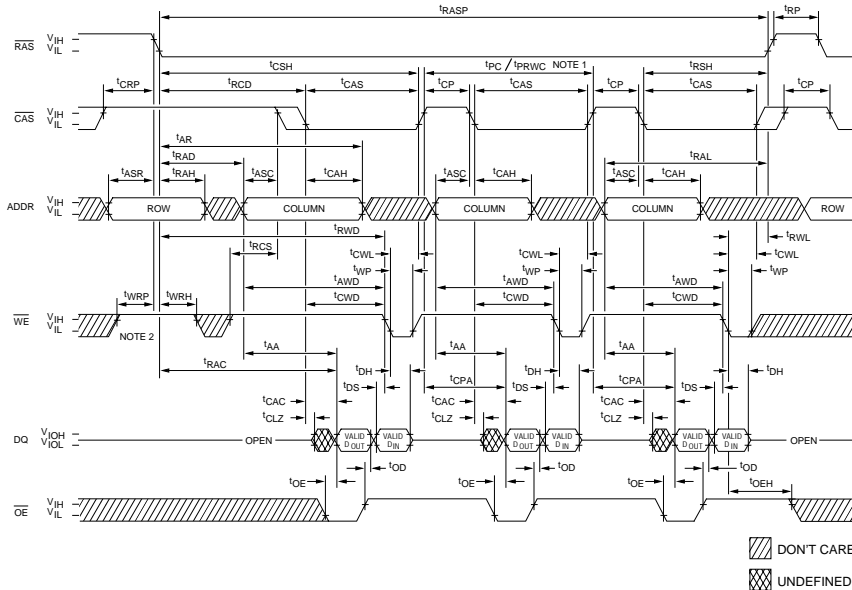 tRASP tRP
RAS VIH
VIL
tCSH tPC / tPRWC NOTE 1 tRSH
tCRP tRCD tCAS tCP tCAS tCP tCAS tCP
CAS VIH
VIL
tAR
tRAD tRAL
tASR tRAH tASC tCAH tASC tCAH tASC tCAH
ADDR VIH
VIL
ROW COLUMN COLUMN COLUMN ROW
tRWD tRWL
tRCS tCWL tCWL tCWL
tWP tWP tWP
tWRP tWRH tAWD tAWD tAWD
tCWD tCWD tCWD
WE VIH
VIL
NOTE 2
tAA tAA tAA
tRAC tDH tDH tDH
tDS tCPA tDS tCPA tDS
tCAC tCAC tCAC
tCLZ tCLZ tCLZ
DQ VIOH
VIOL
OPEN VALID DOUT VALID DIN VALID DOUT VALID DIN VALID DOUT VALID DIN OPEN
tOE tOD tOE tOD tOE tOD
tOEH
OE VIH
VIL
DON'T CARE
UNDEFINED